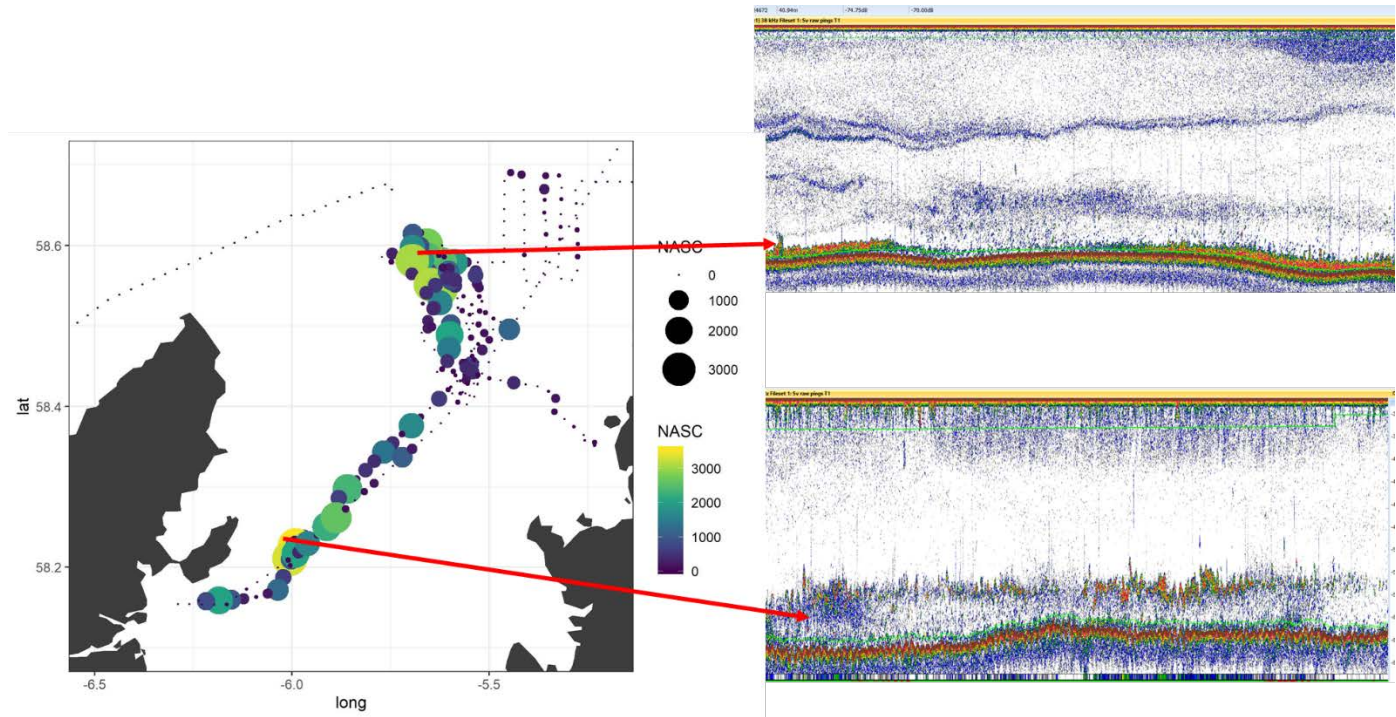 4672 40.94m -74.75dB -70.00dB
38 kHz Fileset 1: Sv raw pings T1
Fileset 1: Sv raw pings T1
58.6
58.4
58.2
lat
-6.5 -6.0 -5.5
long
NASC
0
1000
2000
3000
NASC
3000
2000
1000
0